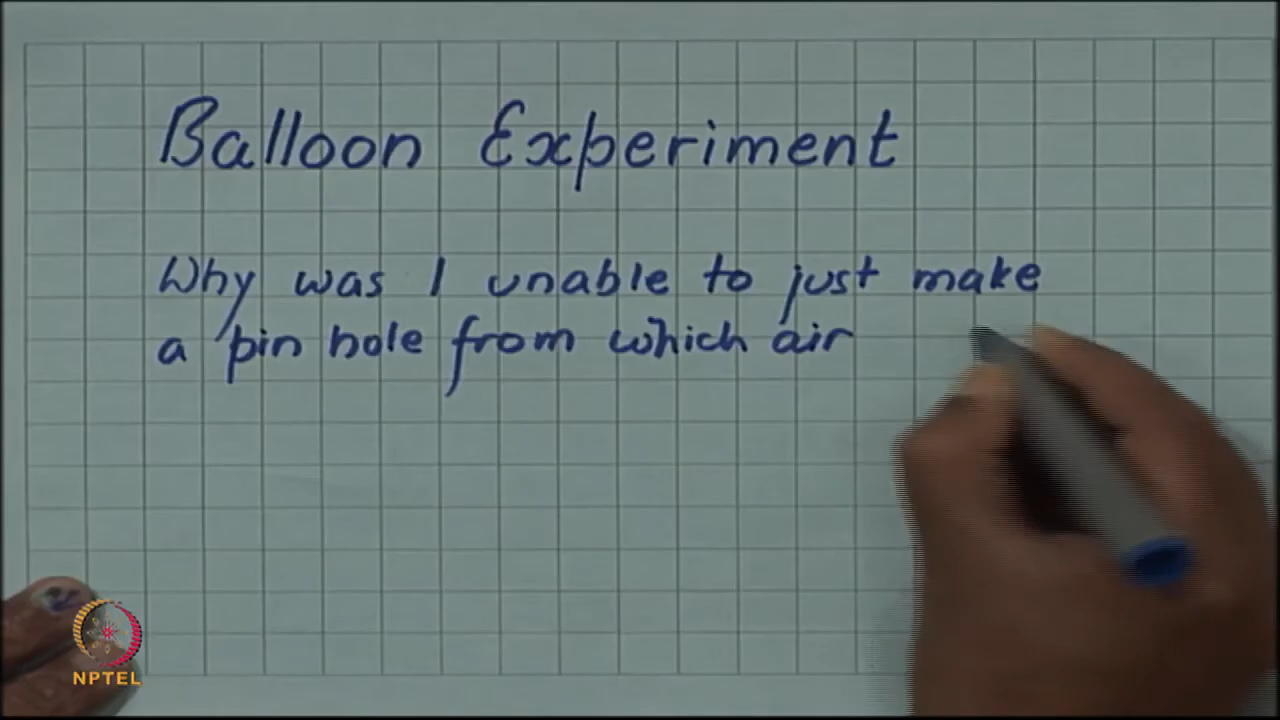 Balloon Experiment
Why was I unable to just make
a pin hole from which air
NPTEL